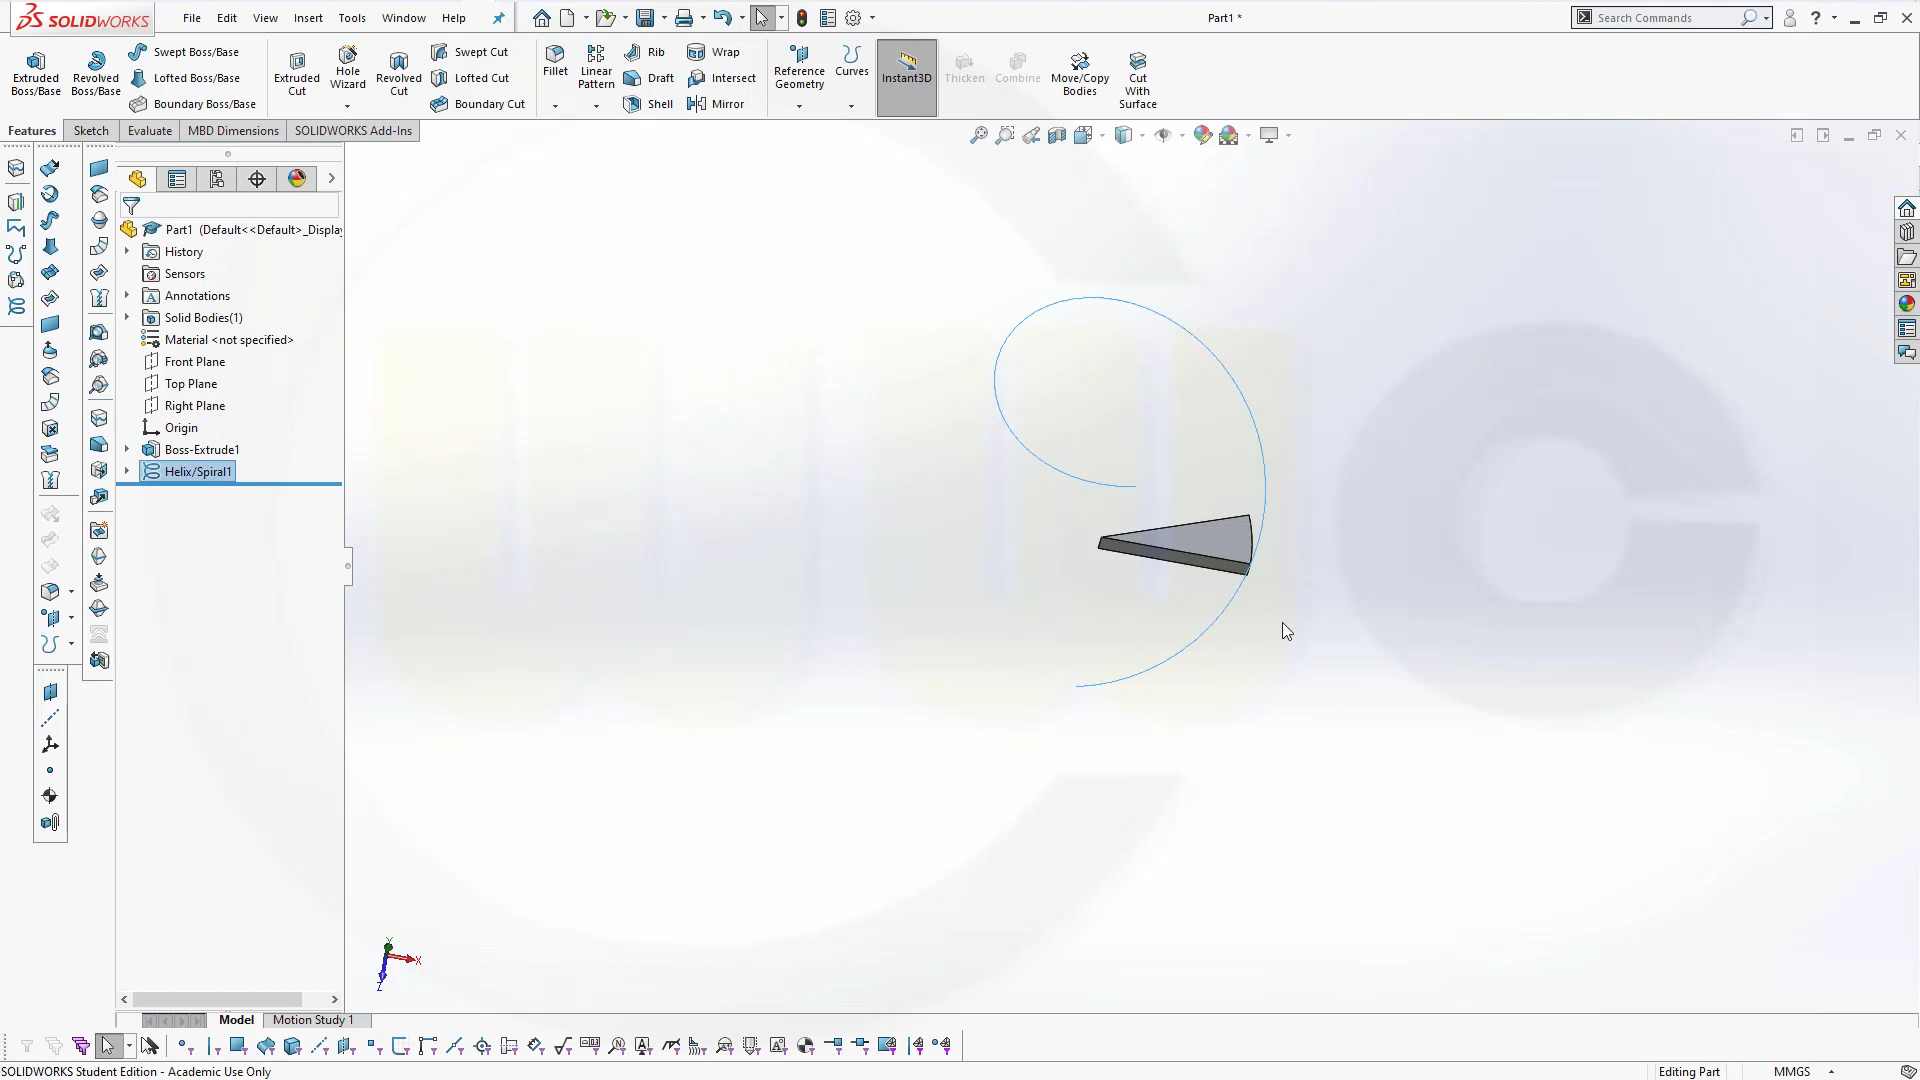 SOLIDWORKS File Edit View Insert Tools Window Help Part1 * Search Commands
Extruded Boss/Base Revolved Boss/Base Swept Boss/Base Lofted Boss/Base Boundary Boss/Base Extruded Cut Hole Wizard Revolved Cut Swept Cut Lofted Cut Boundary Cut Fillet Linear Pattern Rib Draft Shell Wrap Intersect Mirror Reference Geometry Curves Instant3D Thicken Combine Move/Copy Bodies Cut With Surface
Features Sketch Evaluate MBD Dimensions SOLIDWORKS Add-Ins
Part1 (Default<<Default>_Displa
History
Sensors
Annotations
Solid Bodies(1)
Material <not specified>
Front Plane
Top Plane
Right Plane
Origin
Boss-Extrude1
Helix/Spiral1
Y
X
Z
Model Motion Study 1
SOLIDWORKS Student Edition - Academic Use Only Editing Part MMGS